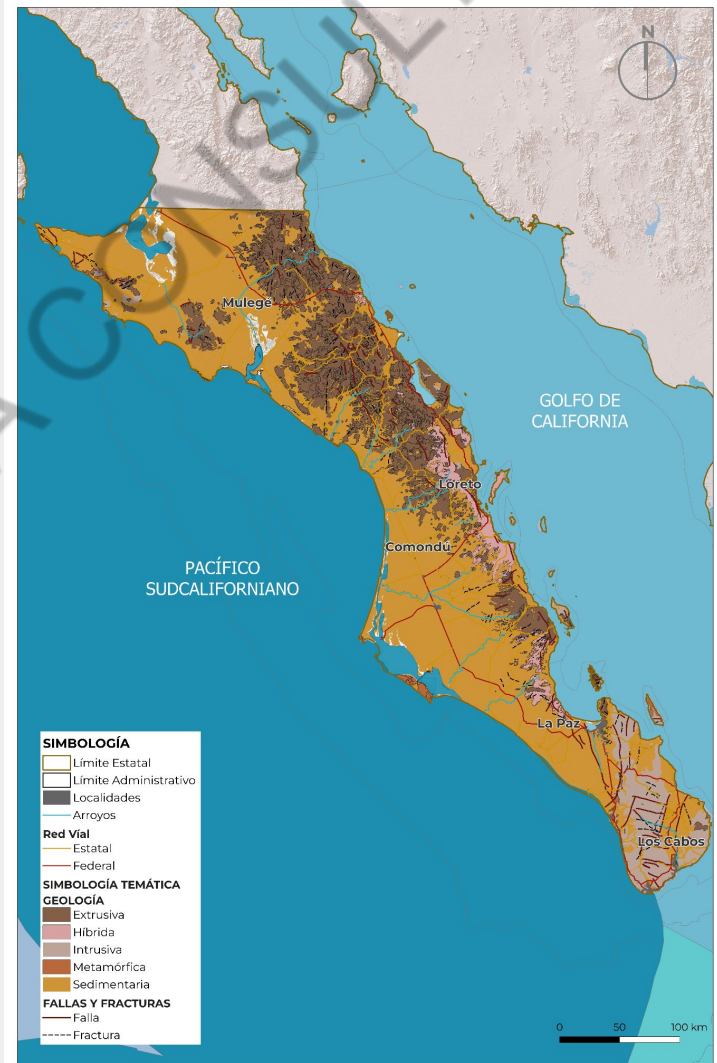 A CONSUL
N
Mulegé
GOLFO DE
CALIFORNIA
Loreto
Comondú
PACÍFICO
SUDCALIFORNIANO
La Paz
Los Cabos
SIMBOLOGÍA
Límite Estatal
Límite Administrativo
Localidades
Arroyos
Red Víal
Estatal
Federal
SIMBOLOGÍA TEMÁTICA
GEOLOGÍA
Extrusiva
Híbrida
Intrusiva
Metamórfica
Sedimentaria
FALLAS Y FRACTURAS
Falla
Fractura
0 50 100 km